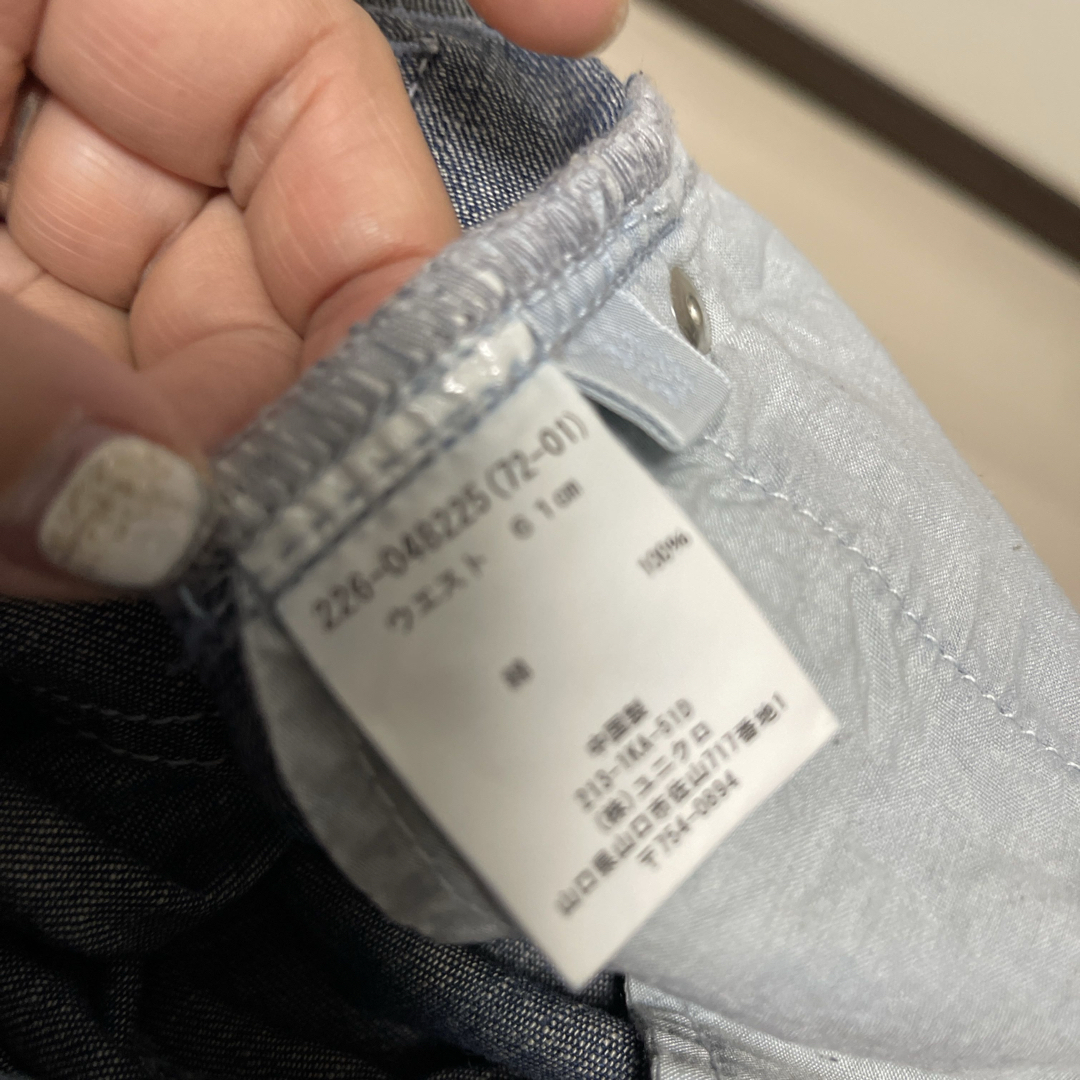 226-048225(72-01)
ウエスト 61cm
綿 100%
中国製
213-1KA-51D
(株)ユニクロ
山口県山口市佐山717番地1
〒754-0894